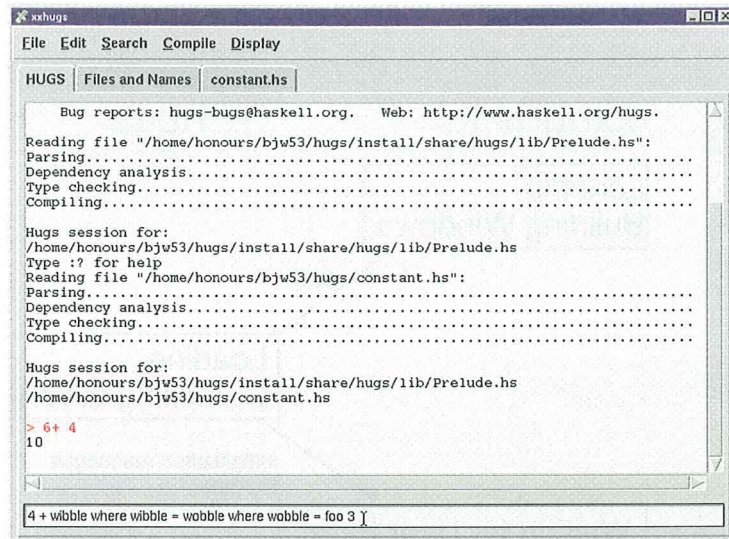 xxhugs
File Edit Search Compile Display
HUGS Files and Names constant.hs
Bug reports: hugs-bugs@haskell.org. Web: http://www.haskell.org/hugs.
Reading file "/home/honours/bjw53/hugs/install/share/hugs/lib/Prelude.hs":
Parsing......................................................................
Dependency analysis..........................................................
Type checking................................................................
Compiling....................................................................
Hugs session for:
/home/honours/bjw53/hugs/install/share/hugs/lib/Prelude.hs
Type :? for help
Reading file "/home/honours/bjw53/hugs/constant.hs":
Parsing......................................................................
Dependency analysis..........................................................
Type checking................................................................
Compiling....................................................................
Hugs session for:
/home/honours/bjw53/hugs/install/share/hugs/lib/Prelude.hs
/home/honours/bjw53/hugs/constant.hs
> 6+ 4
10
4 + wibble where wibble = wobble where wobble = foo 3